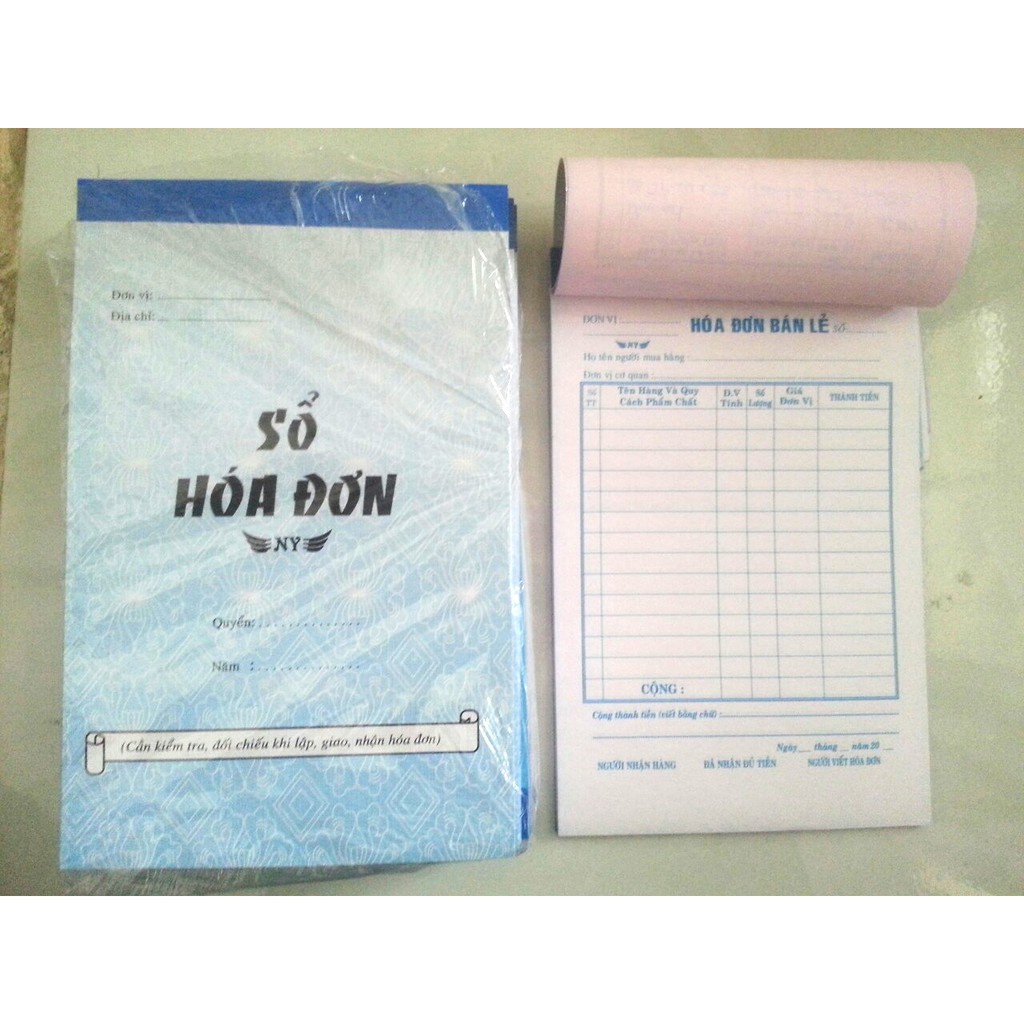 Đơn vị:
Địa chỉ:
SỔ
HÓA ĐƠN
NY
Quyển:
Năm :
(Cần kiểm tra, đối chiếu khi lập, giao, nhận hóa đơn)
ĐƠN VỊ
HÓA ĐƠN BÁN LẺ SỐ
NY
Họ tên người mua hàng :
Đơn vị cơ quan :
Số TT
Tên Hàng Và Quy Cách Phẩm Chất
Đ.V Tính
Số Lượng
Giá Đơn Vị
THÀNH TIỀN
CỘNG :
Cộng thành tiền (viết bằng chữ) :
Ngày tháng năm 20
NGƯỜI NHẬN HÀNG ĐÃ NHẬN ĐỦ TIỀN NGƯỜI VIẾT HÓA ĐƠN